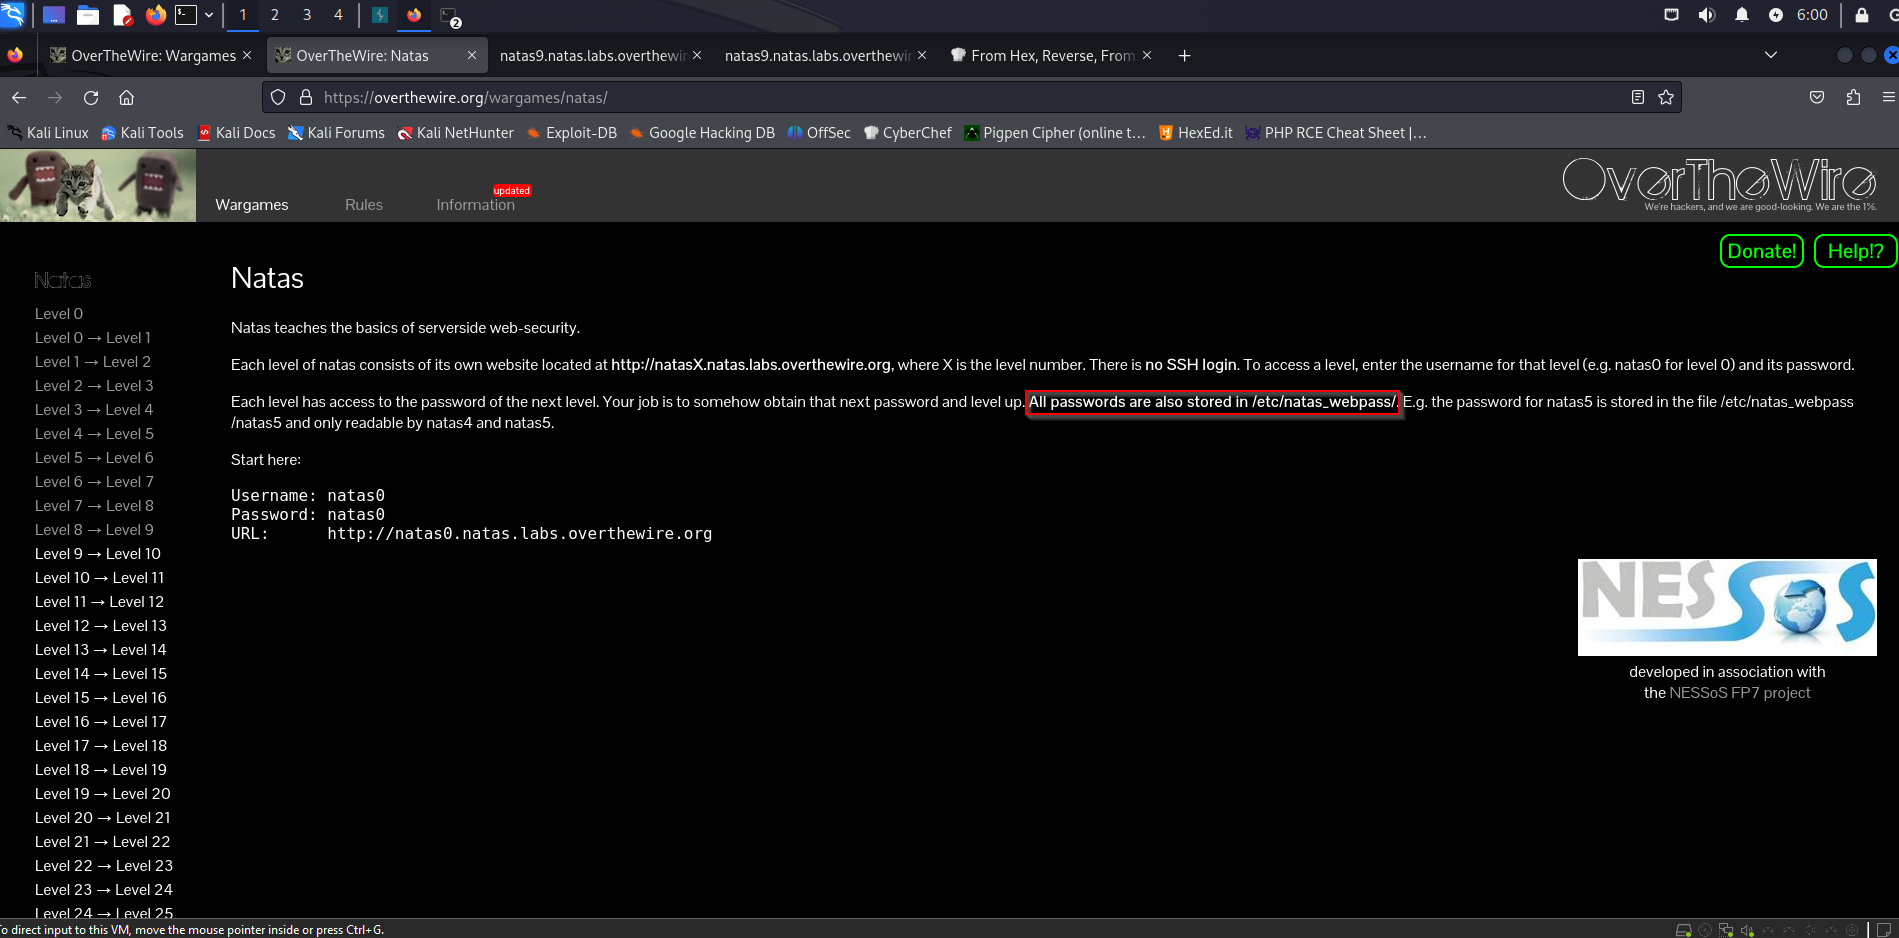 1 2 3 4 2 6:00
OverTheWire: Wargames
OverTheWire: Natas
natas9.natas.labs.overthewir
natas9.natas.labs.overthewir
From Hex, Reverse, From
https://overthewire.org/wargames/natas/
Kali Linux Kali Tools Kali Docs Kali Forums Kali NetHunter Exploit-DB Google Hacking DB OffSec CyberChef Pigpen Cipher (online t… HexEd.it PHP RCE Cheat Sheet |…
updated
Wargames Rules Information
OverTheWire
We're hackers, and we are good-looking. We are the 1%.
Donate! Help!?
Natas
Level 0
Level 0 → Level 1
Level 1 → Level 2
Level 2 → Level 3
Level 3 → Level 4
Level 4 → Level 5
Level 5 → Level 6
Level 6 → Level 7
Level 7 → Level 8
Level 8 → Level 9
Level 9 → Level 10
Level 10 → Level 11
Level 11 → Level 12
Level 12 → Level 13
Level 13 → Level 14
Level 14 → Level 15
Level 15 → Level 16
Level 16 → Level 17
Level 17 → Level 18
Level 18 → Level 19
Level 19 → Level 20
Level 20 → Level 21
Level 21 → Level 22
Level 22 → Level 23
Level 23 → Level 24
Level 24 → Level 25
Natas
Natas teaches the basics of serverside web-security.
Each level of natas consists of its own website located at http://natasX.natas.labs.overthewire.org, where X is the level number. There is no SSH login. To access a level, enter the username for that level (e.g. natas0 for level 0) and its password.
Each level has access to the password of the next level. Your job is to somehow obtain that next password and level up. All passwords are also stored in /etc/natas_webpass/. E.g. the password for natas5 is stored in the file /etc/natas_webpass
/natas5 and only readable by natas4 and natas5.
Start here:
Username: natas0
Password: natas0
URL: http://natas0.natas.labs.overthewire.org
NESSoS
developed in association with
the NESSoS FP7 project
To direct input to this VM, move the mouse pointer inside or press Ctrl+G.